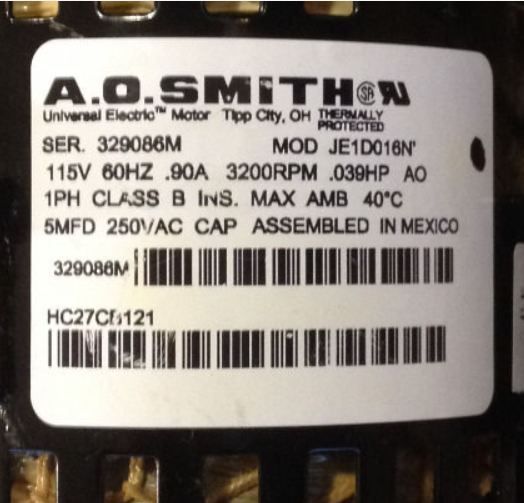 A.O.SMITH
Universal Electric™ Motor Tipp City, OH THERMALLY PROTECTED
SER. 329086M MOD JE1D016N
115V 60HZ .90A 3200RPM .039HP AO
1PH CLASS B INS. MAX AMB 40°C
5MFD 250VAC CAP ASSEMBLED IN MEXICO
329086M